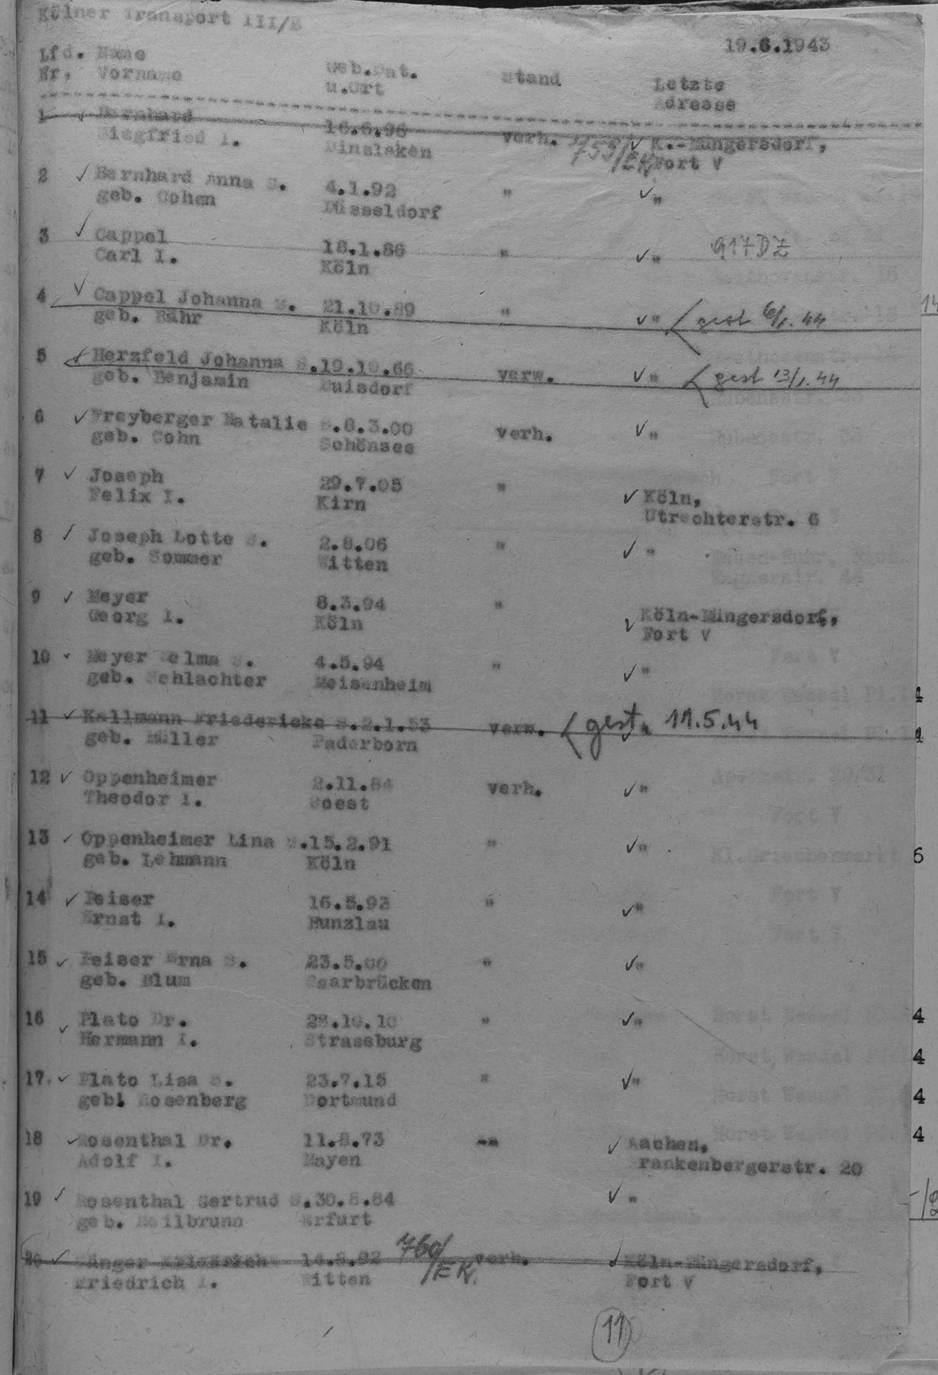 Kölner Transport III/
19.6.1943
Lfd. Name Geb.Dat. Stand Letzte
Nr. Vorname u.Ort Adresse
1 ✓ Bernhard 16.6.96 verh. 753/EK ✓ K.-Müngersdorf,
Siegfried I. Dinslaken Fort V
2 ✓ Bernhard Anna S. 4.1.92 " ✓ "
geb. Cohen Düsseldorf
3 ✓ Cappel 18.1.86 " ✓ " 917 DZ
Carl I. Köln
4 ✓ Cappel Johanna S. 21.10.89 " ✓ " gest 6/1.44
geb. Bähr Köln
5 ✓ Herzfeld Johanna S.19.10.66 verw. ✓ " gest 13/1.44
geb. Benjamin Duisdorf
6 ✓ Freyberger Natalie S.8.3.00 verh. ✓ "
geb. Cohn Schönsee
7 ✓ Joseph 29.7.05 " ✓ Köln,
Felix I. Kirn Utrechterstr. 6
8 ✓ Joseph Lotte S. 2.8.06 " ✓ "
geb. Sommer Witten
9 ✓ Meyer 8.3.94 " ✓ Köln-Müngersdorf,
Georg I. Köln Fort V
10 Meyer Selma S. 4.5.94 " ✓ "
geb. Schlachter Meisenheim
11 ✓ Kallmann Friedericke S.2.1.53 verw. gest. " 11.5.44
geb. Müller Paderborn
12 ✓ Oppenheimer 2.11.84 verh. ✓ "
Theodor I. Soest
13 ✓ Oppenheimer Lina S.15.2.91 " ✓ "
geb. Lehmann Köln
14 ✓ Peiser 16.5.93 " ✓ "
Ernst I. Bunzlau
15 ✓ Peiser Erna S. 23.5.00 " ✓ "
geb. Blum Saarbrücken
16 ✓ Plato Dr. 28.10.10 " ✓ "
Hermann I. Strassburg
17. ✓ Plato Lisa S. 23.7.15 " ✓ "
geb. Rosenberg Dortmund
18 ✓ Rosenthal Dr. 11.8.73 ✓ Aachen,
Adolf I. Mayen Frankenbergerstr. 20
19 ✓ Rosenthal Gertrud S.30.8.84 ✓ "
geb. Heilbrunn Erfurt
20 ✓ Sänger 14.8.92 760/EK. verh. ✓ Köln-Müngersdorf,
Friedrich I. Witten Fort V
11